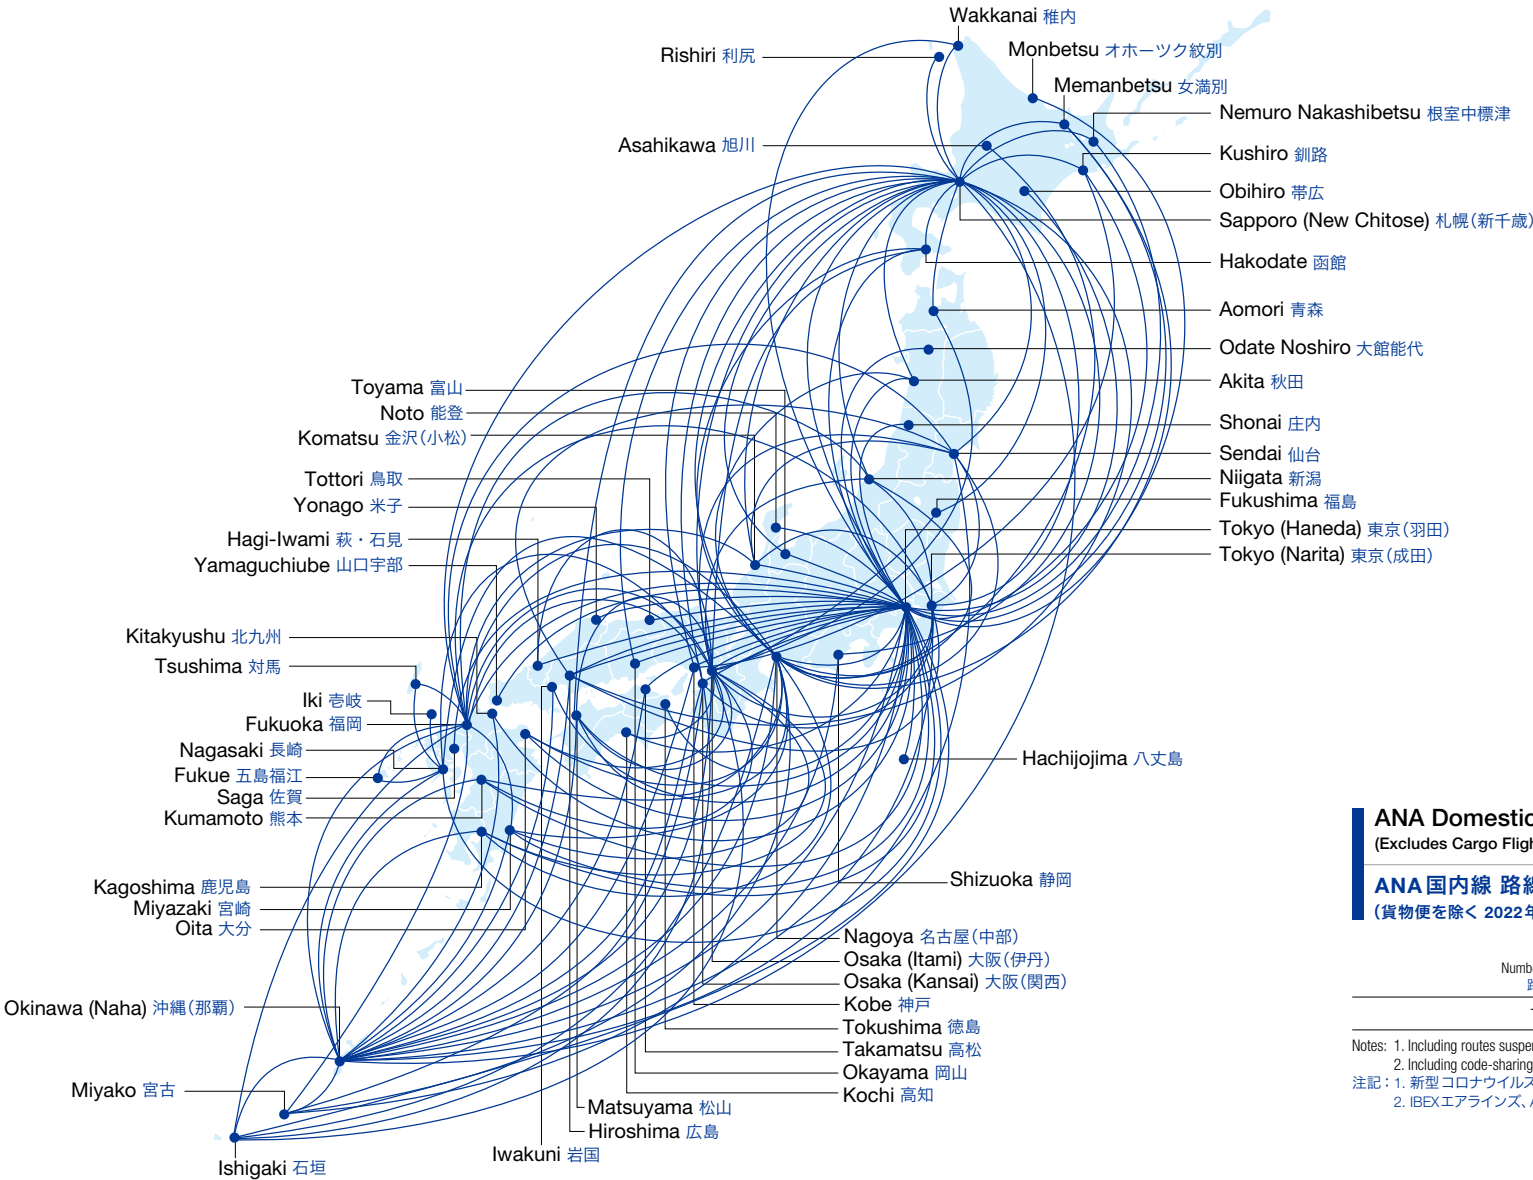 Wakkanai 稚内
Rishiri 利尻
Monbetsu オホーツク紋別
Memanbetsu 女満別
Nemuro Nakashibetsu 根室中標津
Asahikawa 旭川
Kushiro 釧路
Obihiro 帯広
Sapporo (New Chitose) 札幌(新千歳)
Hakodate 函館
Aomori 青森
Odate Noshiro 大館能代
Akita 秋田
Shonai 庄内
Sendai 仙台
Niigata 新潟
Fukushima 福島
Tokyo (Haneda) 東京(羽田)
Tokyo (Narita) 東京(成田)
Toyama 富山
Noto 能登
Komatsu 金沢(小松)
Tottori 鳥取
Yonago 米子
Hagi-Iwami 萩・石見
Yamaguchiube 山口宇部
Kitakyushu 北九州
Tsushima 対馬
Iki 壱岐
Fukuoka 福岡
Nagasaki 長崎
Fukue 五島福江
Saga 佐賀
Kumamoto 熊本
Kagoshima 鹿児島
Miyazaki 宮崎
Oita 大分
Okinawa (Naha) 沖縄(那覇)
Miyako 宮古
Ishigaki 石垣
Hachijojima 八丈島
Shizuoka 静岡
Nagoya 名古屋(中部)
Osaka (Itami) 大阪(伊丹)
Osaka (Kansai) 大阪(関西)
Kobe 神戸
Tokushima 徳島
Takamatsu 高松
Okayama 岡山
Kochi 高知
Matsuyama 松山
Hiroshima 広島
Iwakuni 岩国
ANA Domestic
(Excludes Cargo Fligh
ANA国内線 路線
(貨物便を除く 2022年
Numbe
Notes: 1. Including routes suspe
2. Including code-sharing
注記：1. 新型コロナウイルス
2. IBEXエアラインズ、A